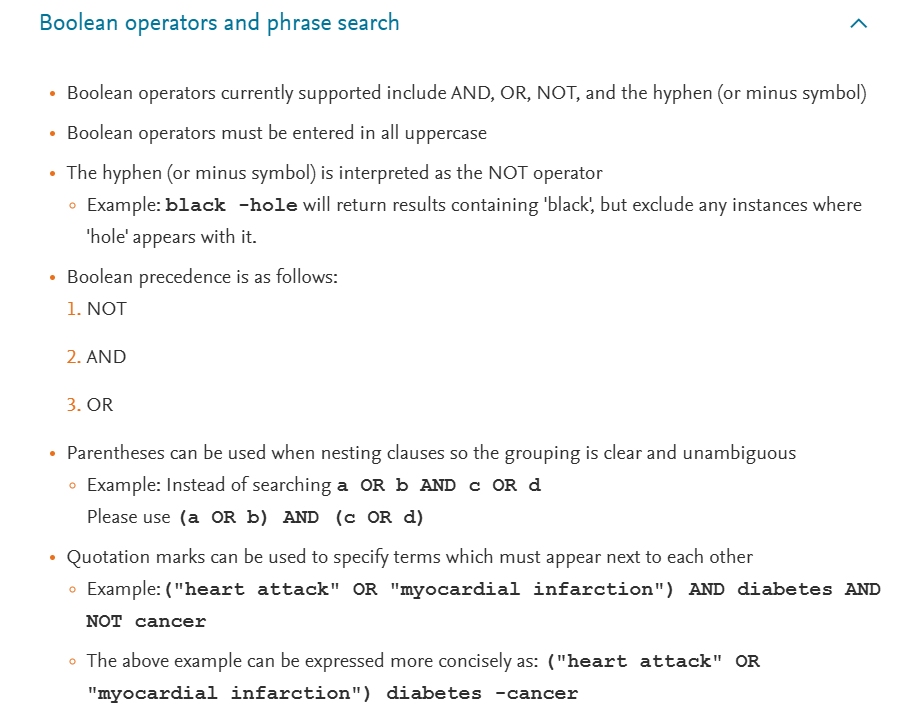 Boolean operators and phrase search
• Boolean operators currently supported include AND, OR, NOT, and the hyphen (or minus symbol)
• Boolean operators must be entered in all uppercase
• The hyphen (or minus symbol) is interpreted as the NOT operator
◦ Example: black -hole will return results containing 'black', but exclude any instances where
'hole' appears with it.
• Boolean precedence is as follows:
1. NOT
2. AND
3. OR
• Parentheses can be used when nesting clauses so the grouping is clear and unambiguous
◦ Example: Instead of searching a OR b AND c OR d
Please use (a OR b) AND (c OR d)
• Quotation marks can be used to specify terms which must appear next to each other
◦ Example: ("heart attack" OR "myocardial infarction") AND diabetes AND
NOT cancer
◦ The above example can be expressed more concisely as: ("heart attack" OR
"myocardial infarction") diabetes -cancer